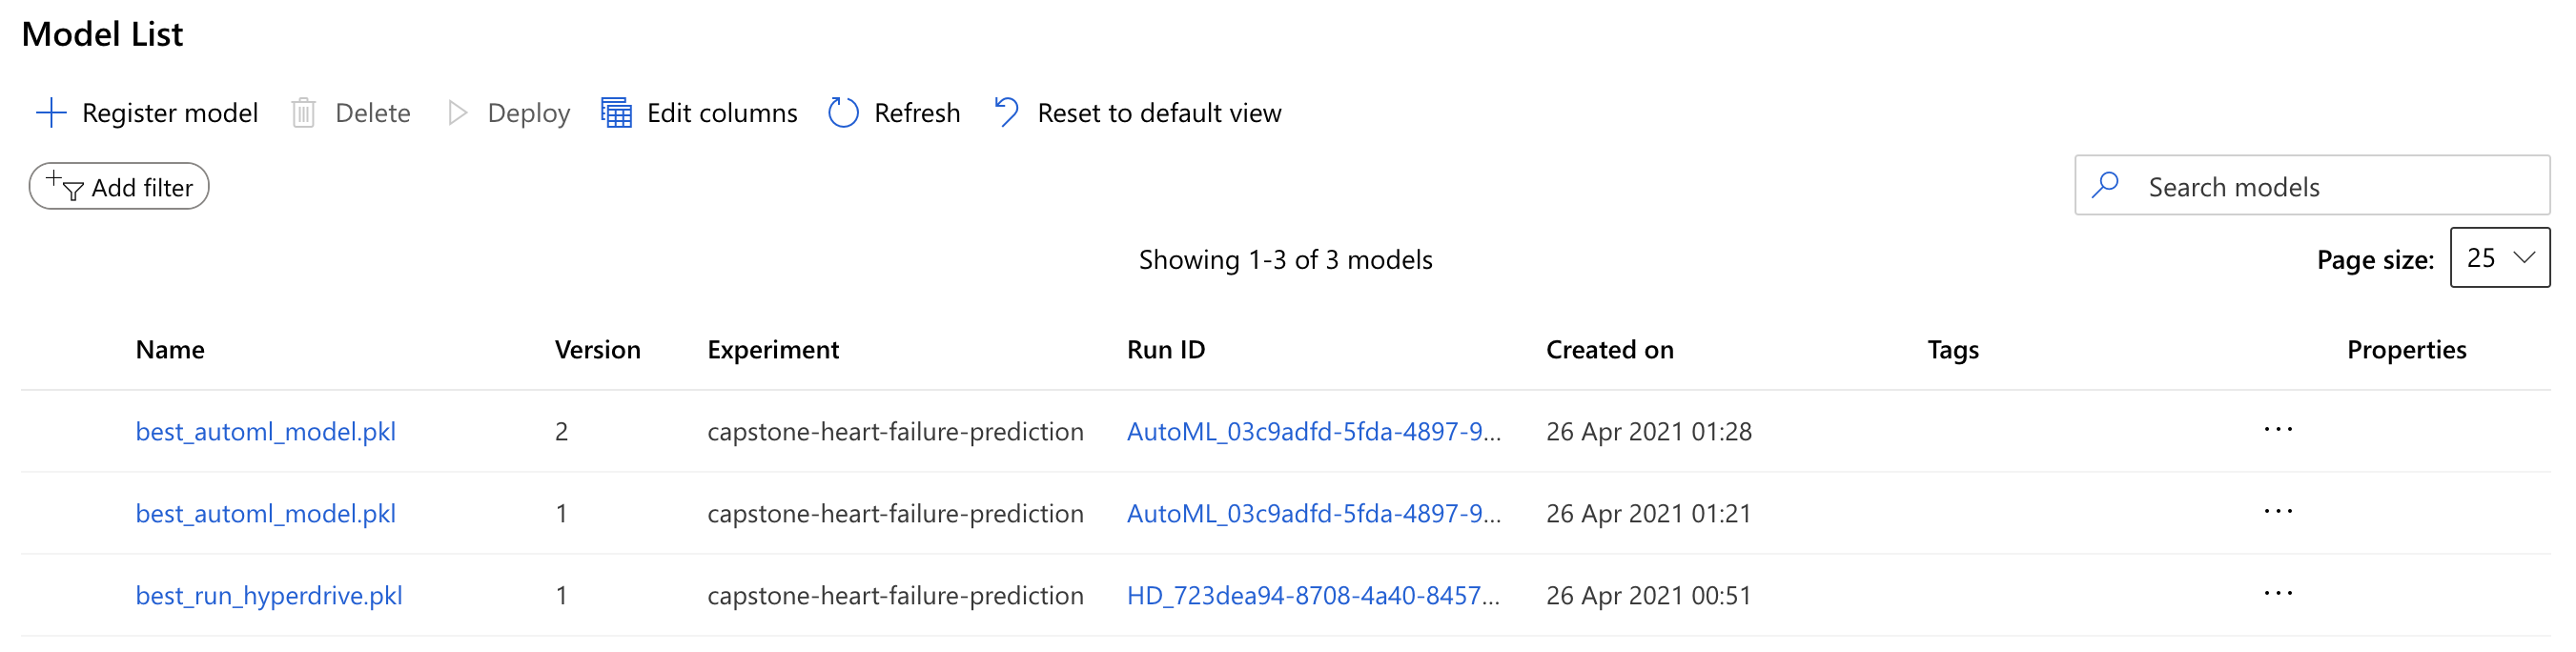 Model List
Register model Delete Deploy Edit columns Refresh Reset to default view
Add filter Search models
Showing 1-3 of 3 models Page size: 25
Name Version Experiment Run ID Created on Tags Properties
best_automl_model.pkl 2 capstone-heart-failure-prediction AutoML_03c9adfd-5fda-4897-9... 26 Apr 2021 01:28 ...
best_automl_model.pkl 1 capstone-heart-failure-prediction AutoML_03c9adfd-5fda-4897-9... 26 Apr 2021 01:21 ...
best_run_hyperdrive.pkl 1 capstone-heart-failure-prediction HD_723dea94-8708-4a40-8457... 26 Apr 2021 00:51 ...